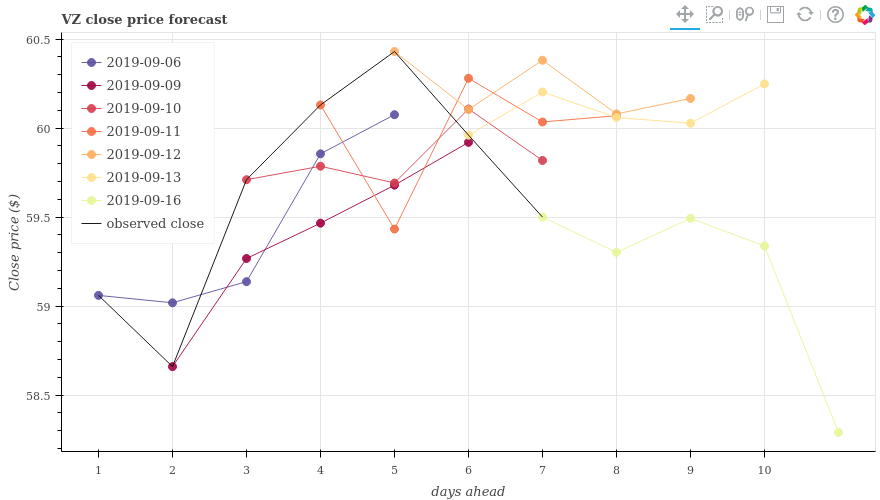 VZ close price forecast
60.5
60
59.5
59
58.5
Close price ($)
2019-09-06
2019-09-09
2019-09-10
2019-09-11
2019-09-12
2019-09-13
2019-09-16
observed close
1 2 3 4 5 6 7 8 9 10
days ahead